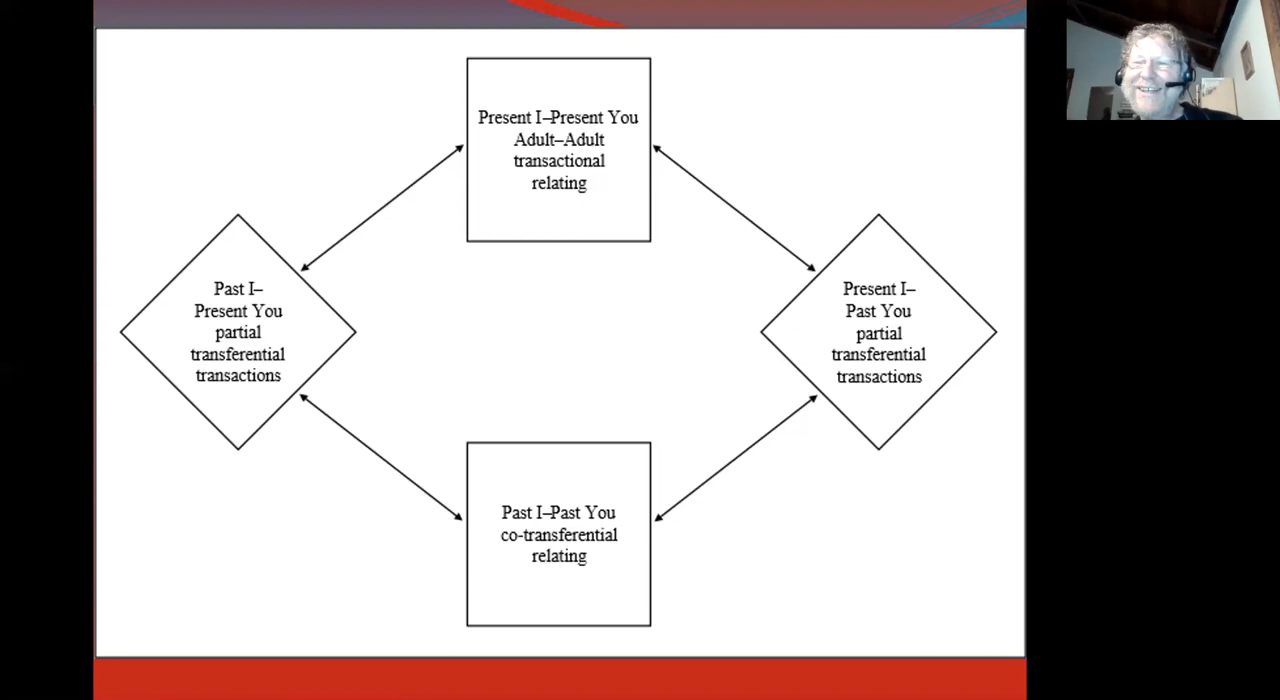 Present I–Present You
Adult–Adult
transactional
relating
Past I–
Present You
partial
transferential
transactions
Present I–
Past You
partial
transferential
transactions
Past I–Past You
co-transferential
relating